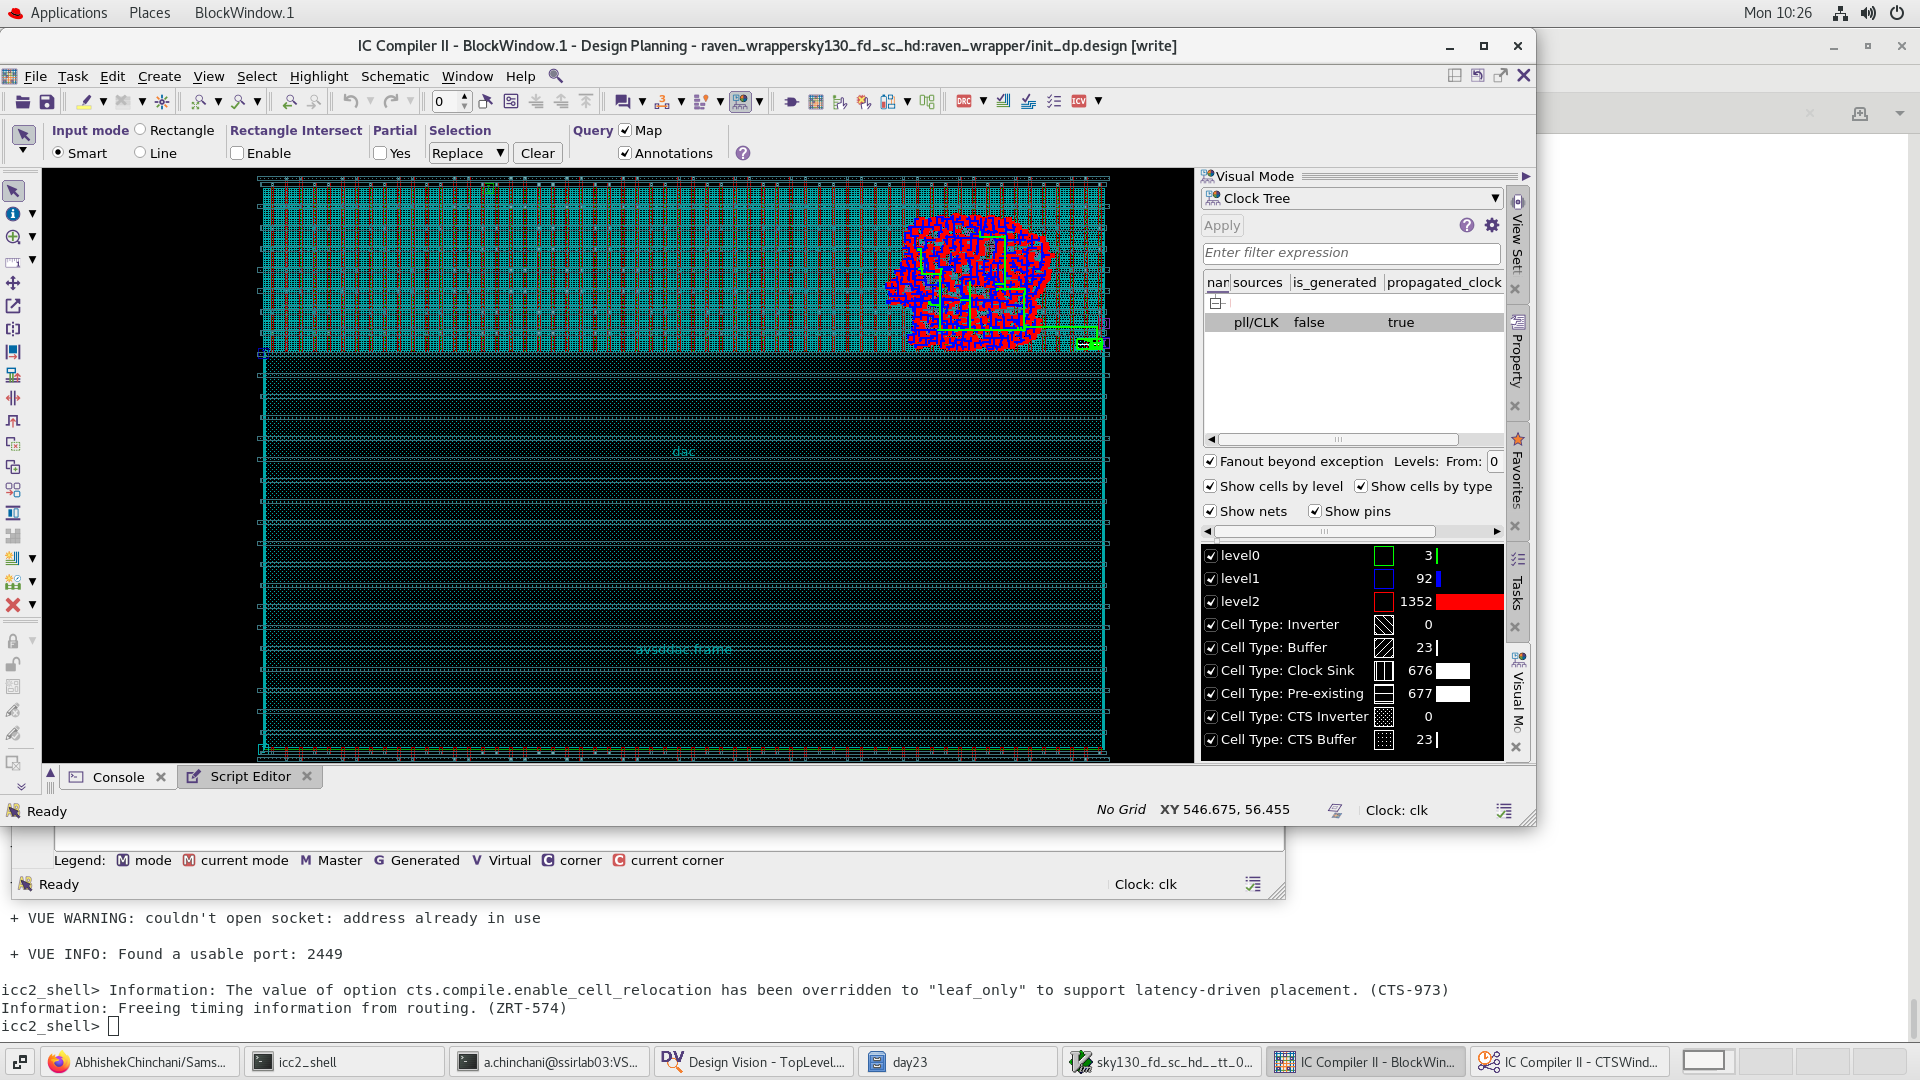 Applications Places BlockWindow.1 Mon 10:26
IC Compiler II - BlockWindow.1 - Design Planning - raven_wrappersky130_fd_sc_hd:raven_wrapper/init_dp.design [write]
File Task Edit Create View Select Highlight Schematic Window Help
0 DRC ICV
Input mode Rectangle Rectangle Intersect Partial Selection Query Map
Smart Line Enable Yes Replace Clear Annotations
Visual Mode
Clock Tree
Apply
Enter filter expression
nar sources is_generated propagated_clock
pll/CLK false true
Fanout beyond exception Levels: From: 0
Show cells by level Show cells by type
Show nets Show pins
level0 3
level1 92
level2 1352
Cell Type: Inverter 0
Cell Type: Buffer 23
Cell Type: Clock Sink 676
Cell Type: Pre-existing 677
Cell Type: CTS Inverter 0
Cell Type: CTS Buffer 23
View Sett
Property
Favorites
Tasks
Visual Mo
dac
avsddac.frame
Console Script Editor
Ready No Grid XY 546.675, 56.455 Clock: clk
Legend: M mode M current mode M Master G Generated V Virtual C corner C current corner
Ready Clock: clk
+ VUE WARNING: couldn't open socket: address already in use
+ VUE INFO: Found a usable port: 2449
icc2_shell> Information: The value of option cts.compile.enable_cell_relocation has been overridden to "leaf_only" to support latency-driven placement. (CTS-973)
Information: Freeing timing information from routing. (ZRT-574)
icc2_shell>
AbhishekChinchani/Sams... icc2_shell a.chinchani@ssirlab03:VS... Design Vision - TopLevel.... day23 sky130_fd_sc_hd__tt_0... IC Compiler II - BlockWin... IC Compiler II - CTSWind...